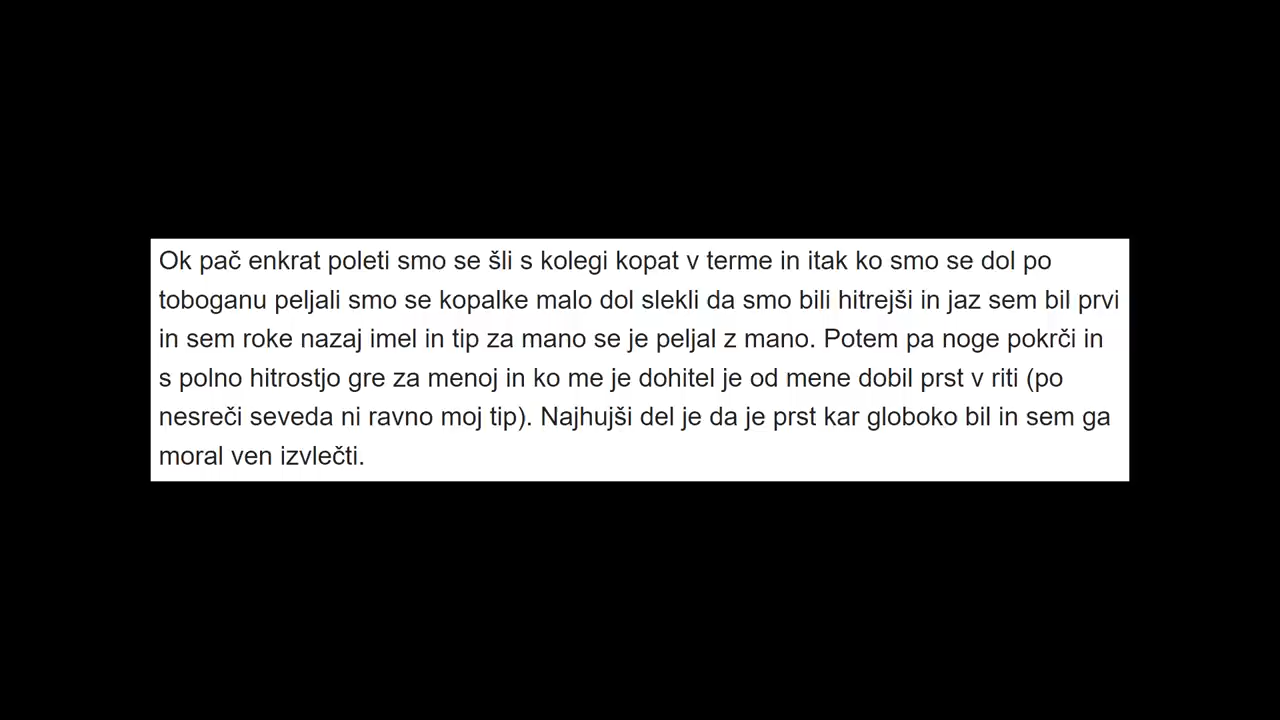 Ok pač enkrat poleti smo se šli s kolegi kopat v terme in itak ko smo se dol po
toboganu peljali smo se kopalke malo dol slekli da smo bili hitrejši in jaz sem bil prvi
in sem roke nazaj imel in tip za mano se je peljal z mano. Potem pa noge pokrči in
s polno hitrostjo gre za menoj in ko me je dohitel je od mene dobil prst v riti (po
nesreči seveda ni ravno moj tip). Najhujši del je da je prst kar globoko bil in sem ga
moral ven izvlečti.